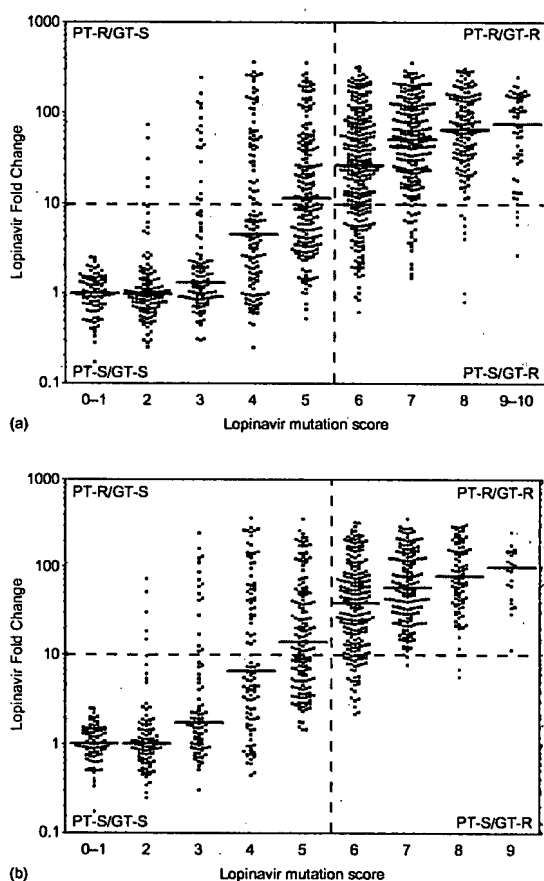 1000
PT-R/GT-S
PT-R/GT-R
100
10
1
0.1
Lopinavir Fold Change
PT-S/GT-S
PT-S/GT-R
0–1 2 3 4 5 6 7 8 9–10
(a)
Lopinavir mutation score
1000
PT-R/GT-S
PT-R/GT-R
100
10
1
0.1
Lopinavir Fold Change
PT-S/GT-S
PT-S/GT-R
0–1 2 3 4 5 6 7 8 9
(b)
Lopinavir mutation score